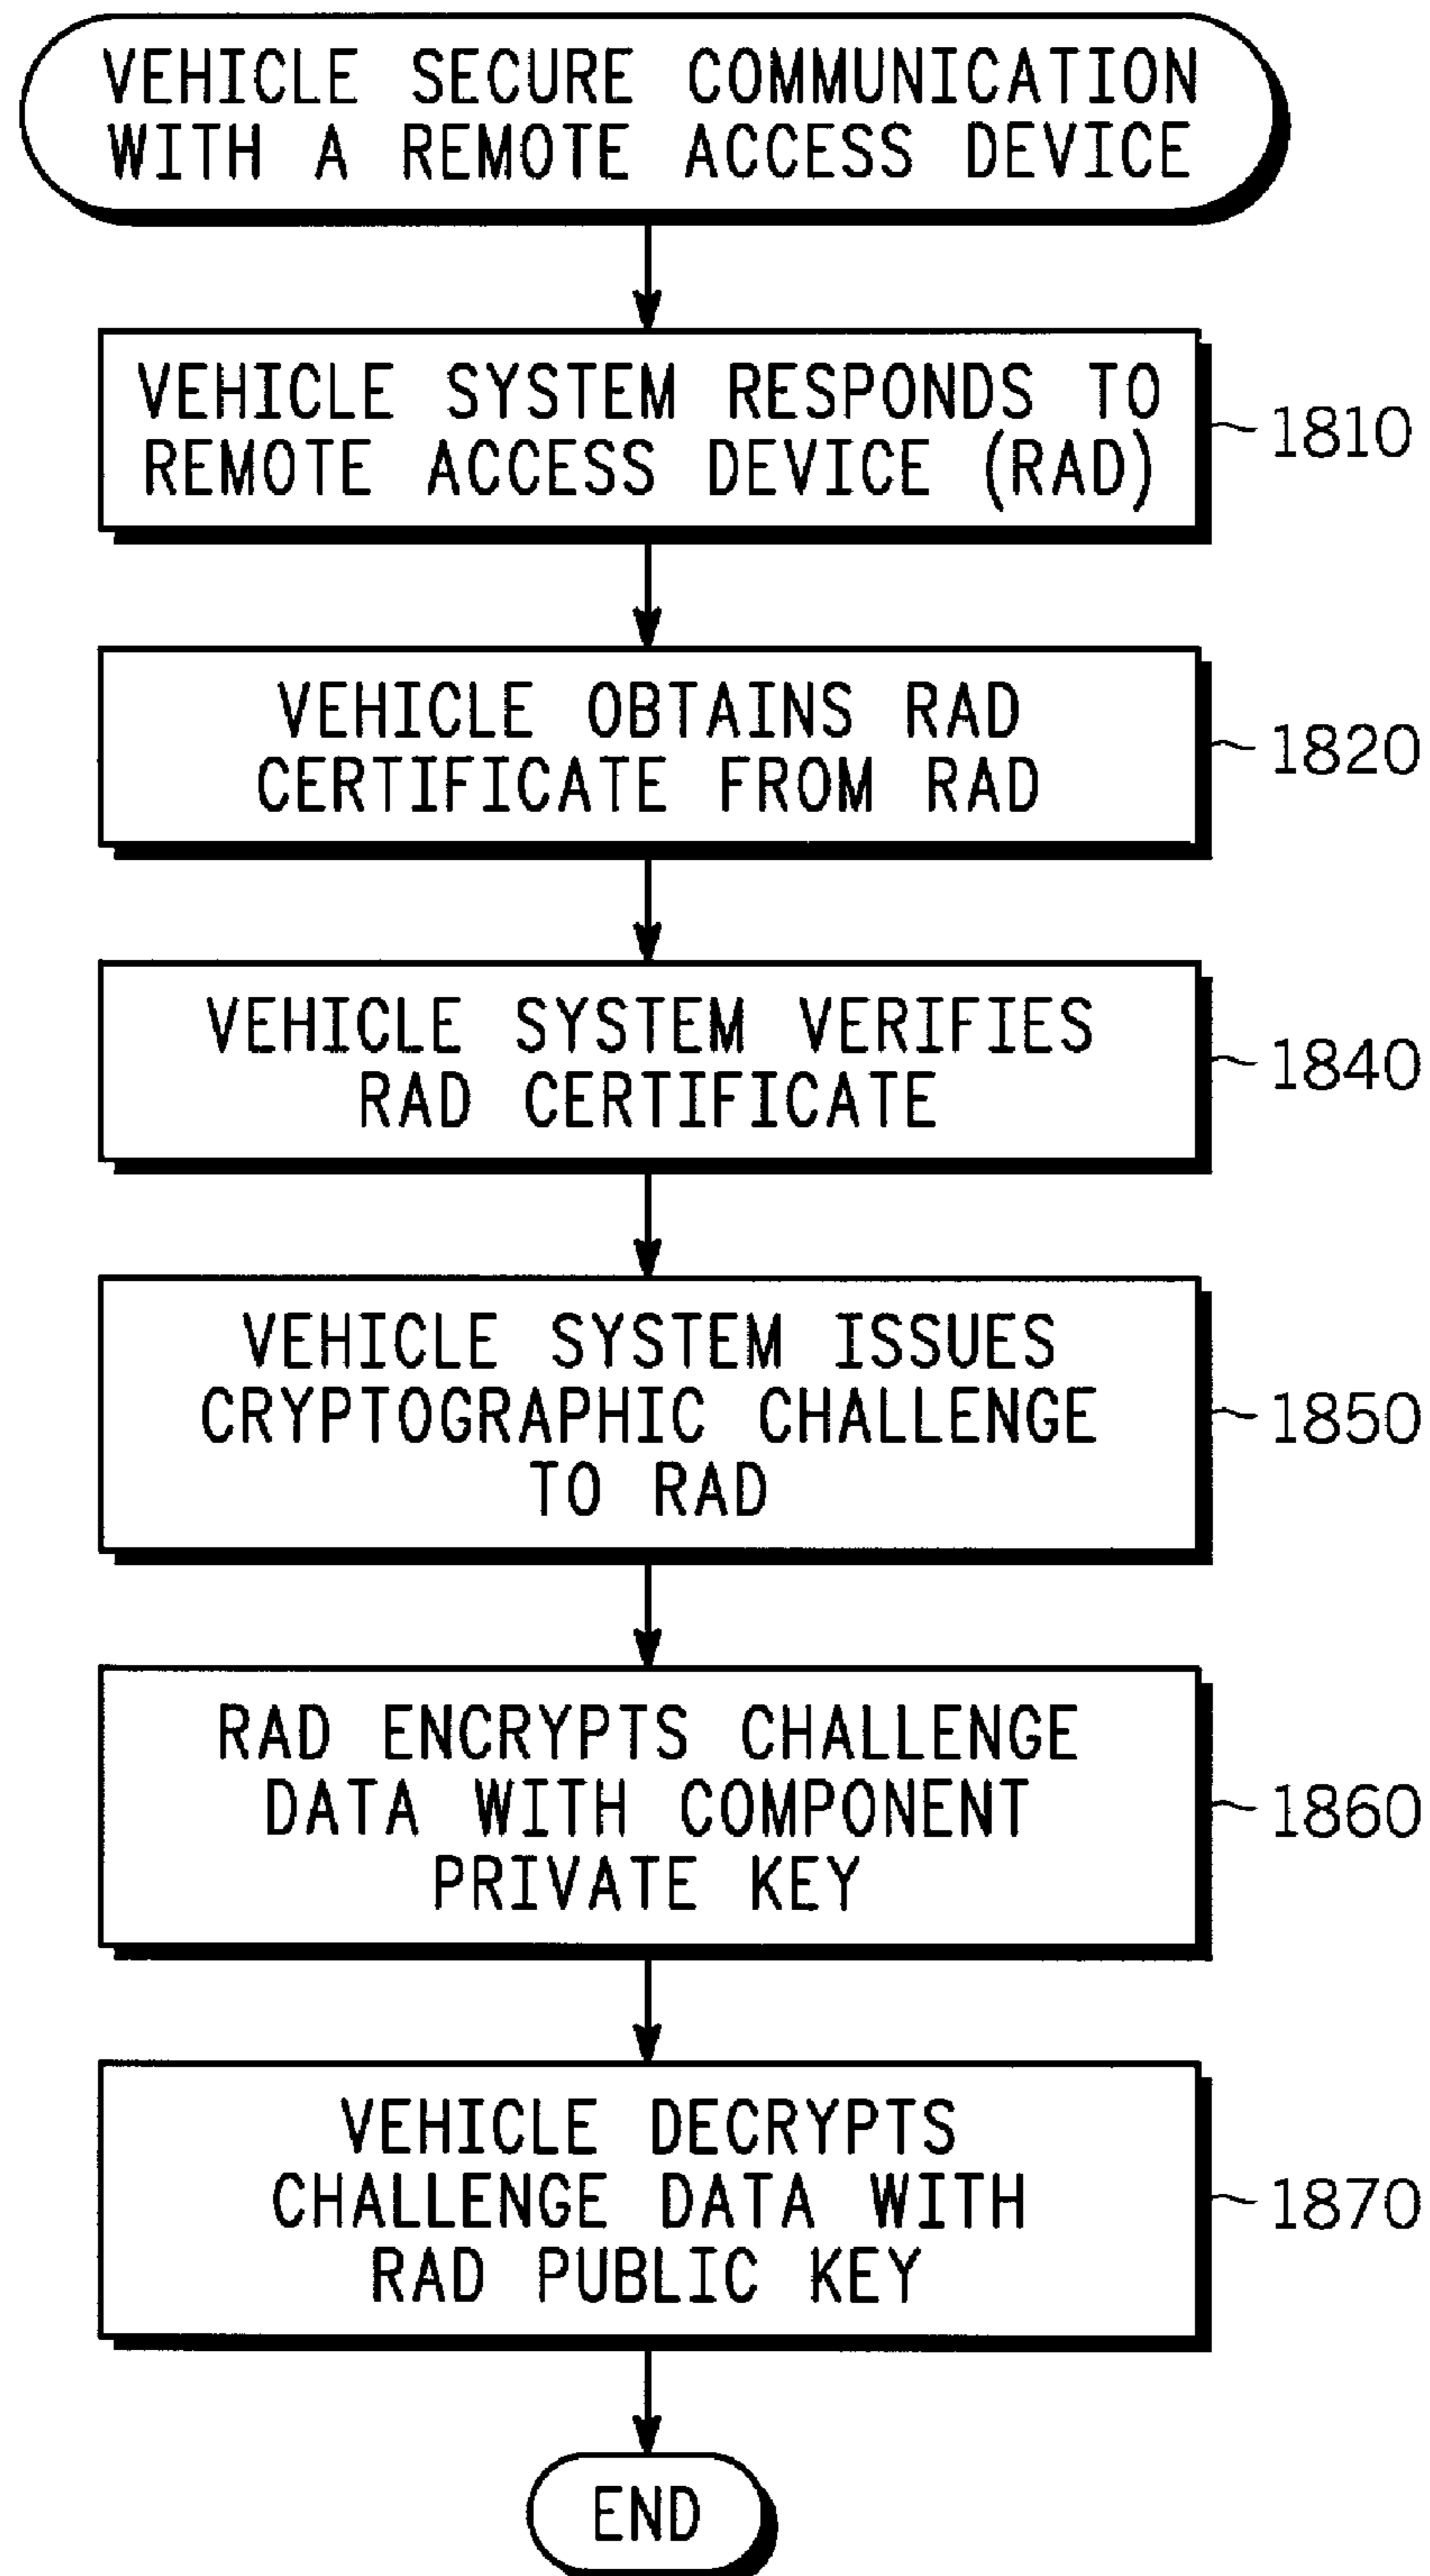 VEHICLE SECURE COMMUNICATION
WITH A REMOTE ACCESS DEVICE
VEHICLE SYSTEM RESPONDS TO
REMOTE ACCESS DEVICE (RAD)
1810
VEHICLE OBTAINS RAD
CERTIFICATE FROM RAD
1820
VEHICLE SYSTEM VERIFIES
RAD CERTIFICATE
1840
VEHICLE SYSTEM ISSUES
CRYPTOGRAPHIC CHALLENGE
TO RAD
1850
RAD ENCRYPTS CHALLENGE
DATA WITH COMPONENT
PRIVATE KEY
1860
VEHICLE DECRYPTS
CHALLENGE DATA WITH
RAD PUBLIC KEY
1870
END